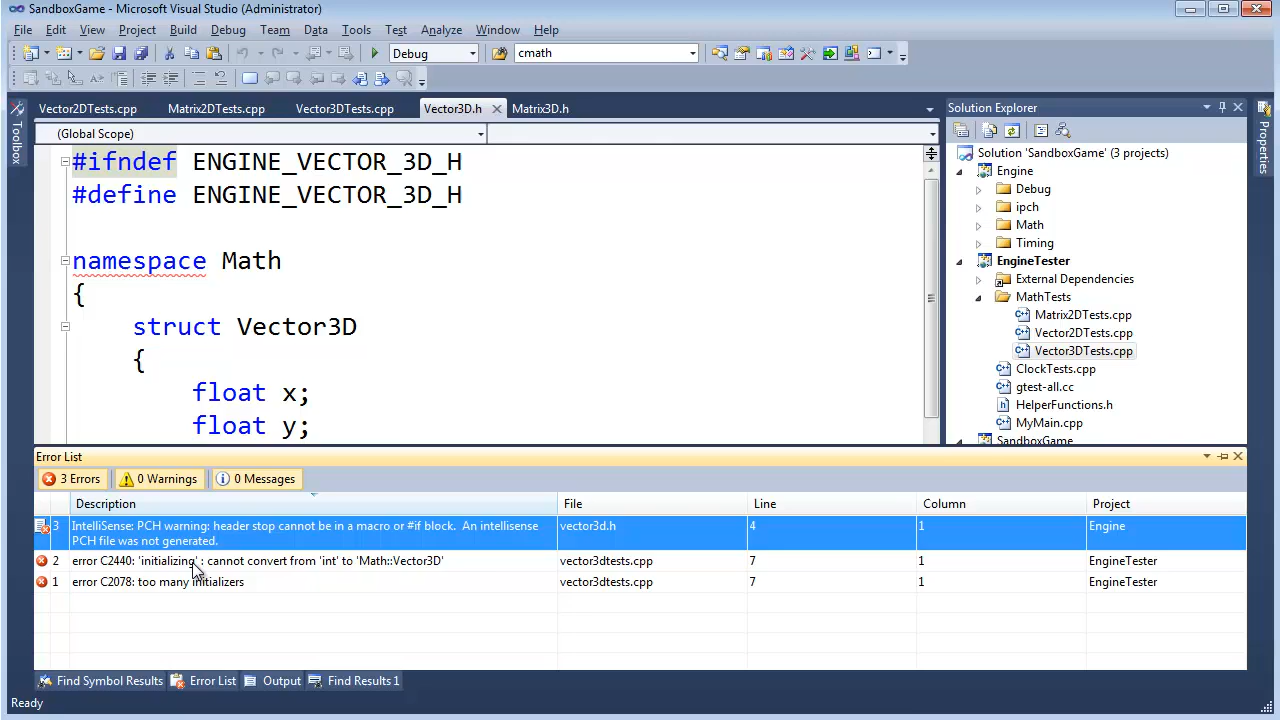 SandboxGame - Microsoft Visual Studio (Administrator)
File Edit View Project Build Debug Team Data Tools Test Analyze Window Help
Debug cmath
Vector2DTests.cpp Matrix2DTests.cpp Vector3DTests.cpp Vector3D.h Matrix3D.h
(Global Scope)
#ifndef ENGINE_VECTOR_3D_H
#define ENGINE_VECTOR_3D_H
namespace Math
{
struct Vector3D
{
float x;
float y;
Toolbox
Solution Explorer
Solution 'SandboxGame' (3 projects)
Engine
Debug
ipch
Math
Timing
EngineTester
External Dependencies
MathTests
Matrix2DTests.cpp
Vector2DTests.cpp
Vector3DTests.cpp
ClockTests.cpp
gtest-all.cc
HelperFunctions.h
MyMain.cpp
SandboxGame
Properties
Error List
3 Errors 0 Warnings 0 Messages
Description File Line Column Project
3 IntelliSense: PCH warning: header stop cannot be in a macro or #if block. An intellisense PCH file was not generated. vector3d.h 4 1 Engine
2 error C2440: 'initializing' : cannot convert from 'int' to 'Math::Vector3D' vector3dtests.cpp 7 1 EngineTester
1 error C2078: too many initializers vector3dtests.cpp 7 1 EngineTester
Find Symbol Results Error List Output Find Results 1
Ready